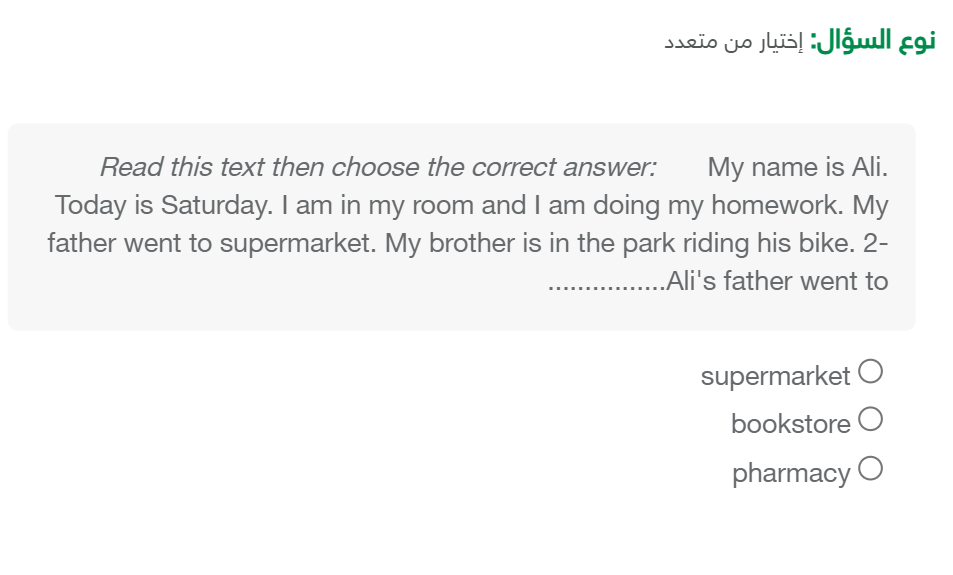 نوع السؤال: إختيار من متعدد
Read this text then choose the correct answer: My name is Ali.
Today is Saturday. I am in my room and I am doing my homework. My
father went to supermarket. My brother is in the park riding his bike. 2-
................Ali's father went to
supermarket
bookstore
pharmacy